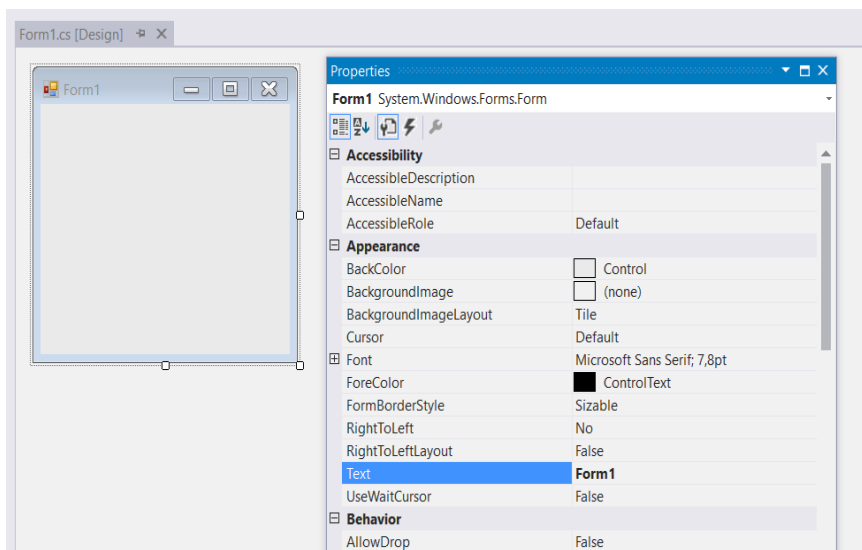 Form1.cs [Design]
Form1
Properties
Form1 System.Windows.Forms.Form
Accessibility
AccessibleDescription
AccessibleName
AccessibleRole Default
Appearance
BackColor Control
BackgroundImage (none)
BackgroundImageLayout Tile
Cursor Default
Font Microsoft Sans Serif; 7,8pt
ForeColor ControlText
FormBorderStyle Sizable
RightToLeft No
RightToLeftLayout False
Text Form1
UseWaitCursor False
Behavior
AllowDrop False